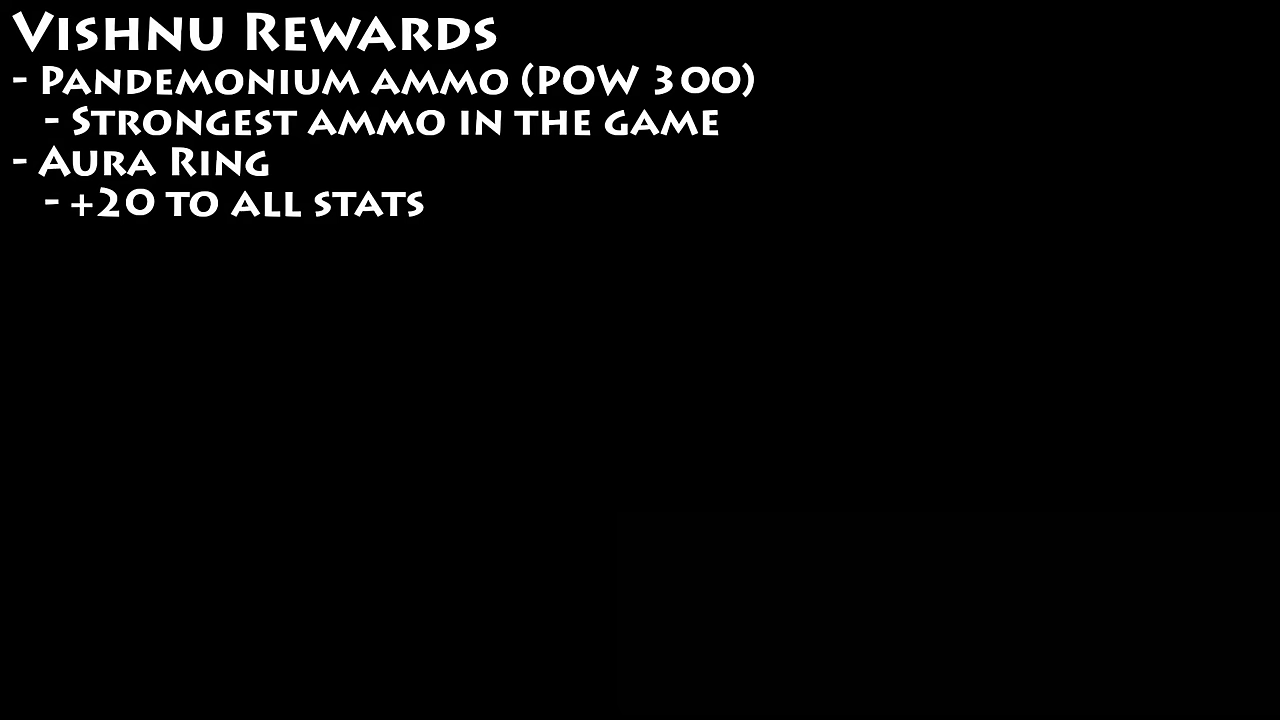 Vishnu Rewards
- Pandemonium ammo (POW 300)
- Strongest ammo in the game
- Aura Ring
- +20 to all stats